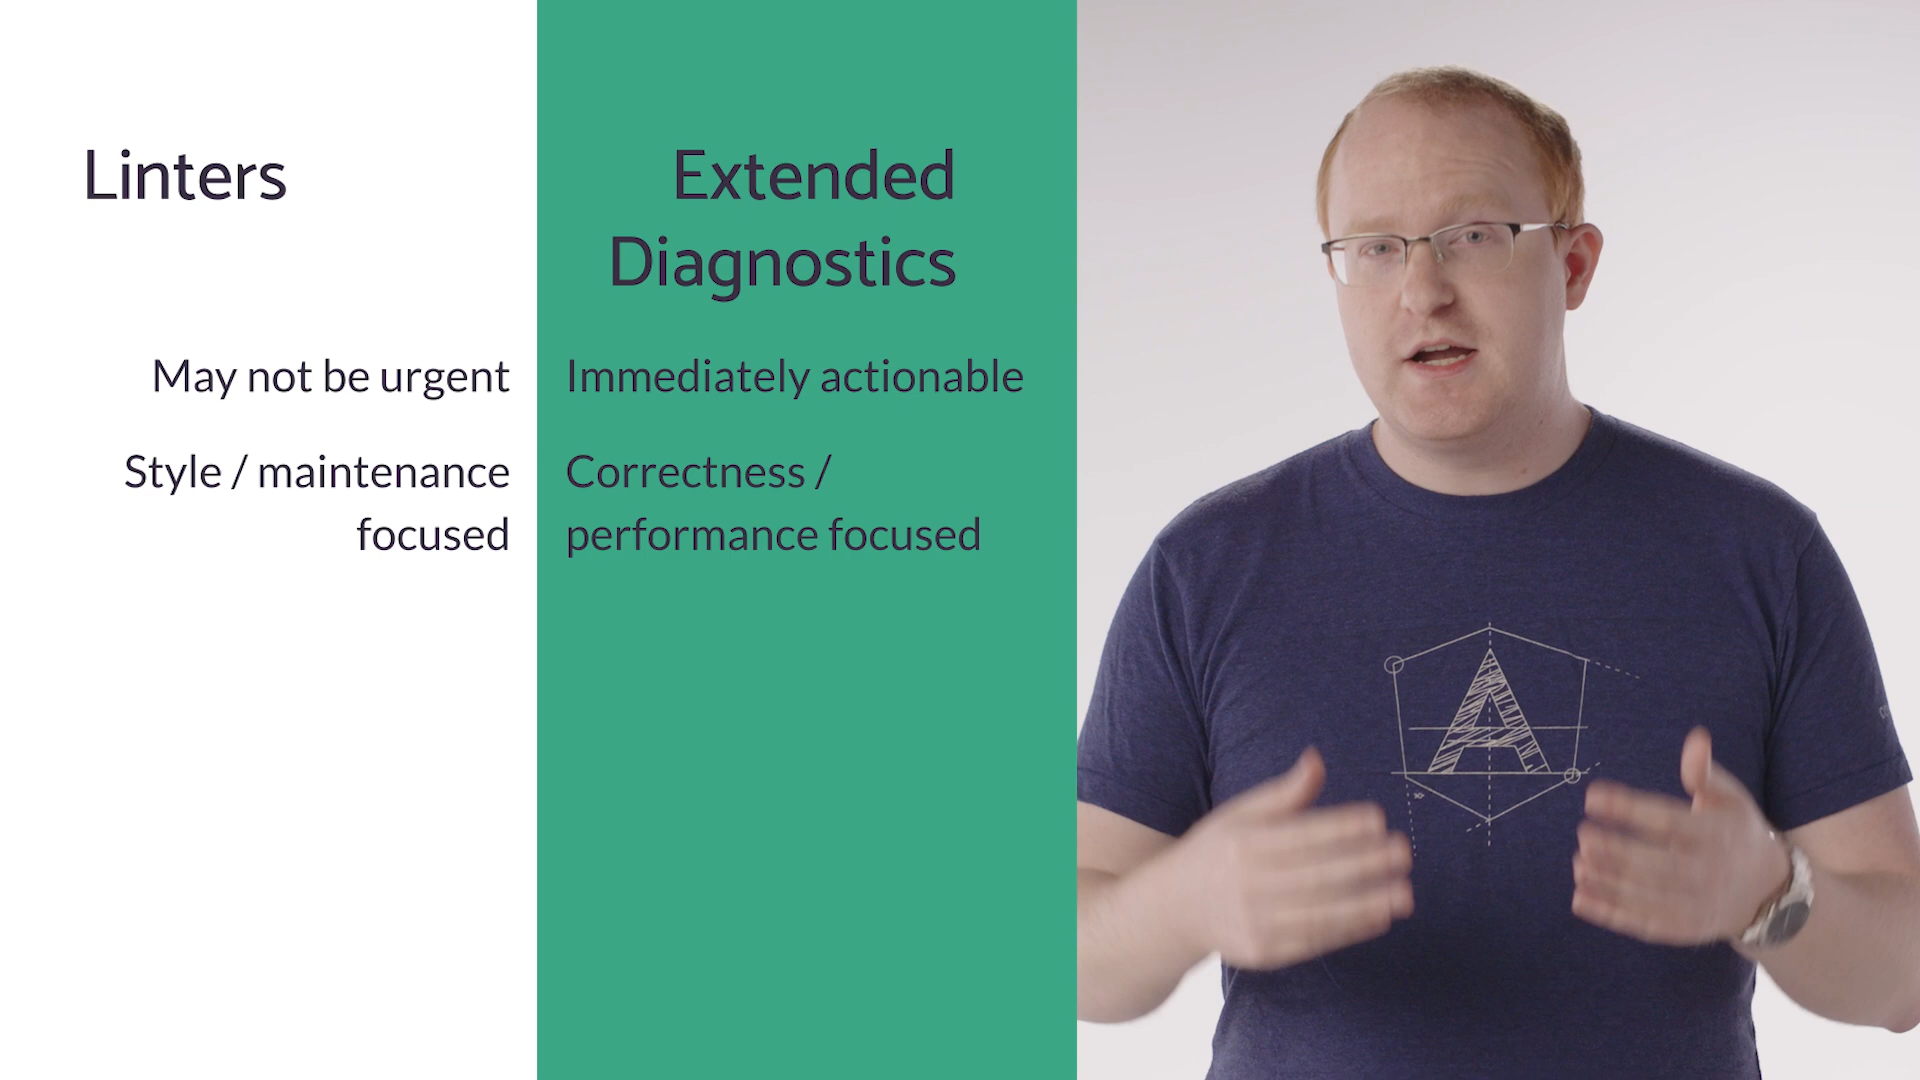 Linters
May not be urgent
Style / maintenance
focused
Extended
Diagnostics
Immediately actionable
Correctness /
performance focused
A